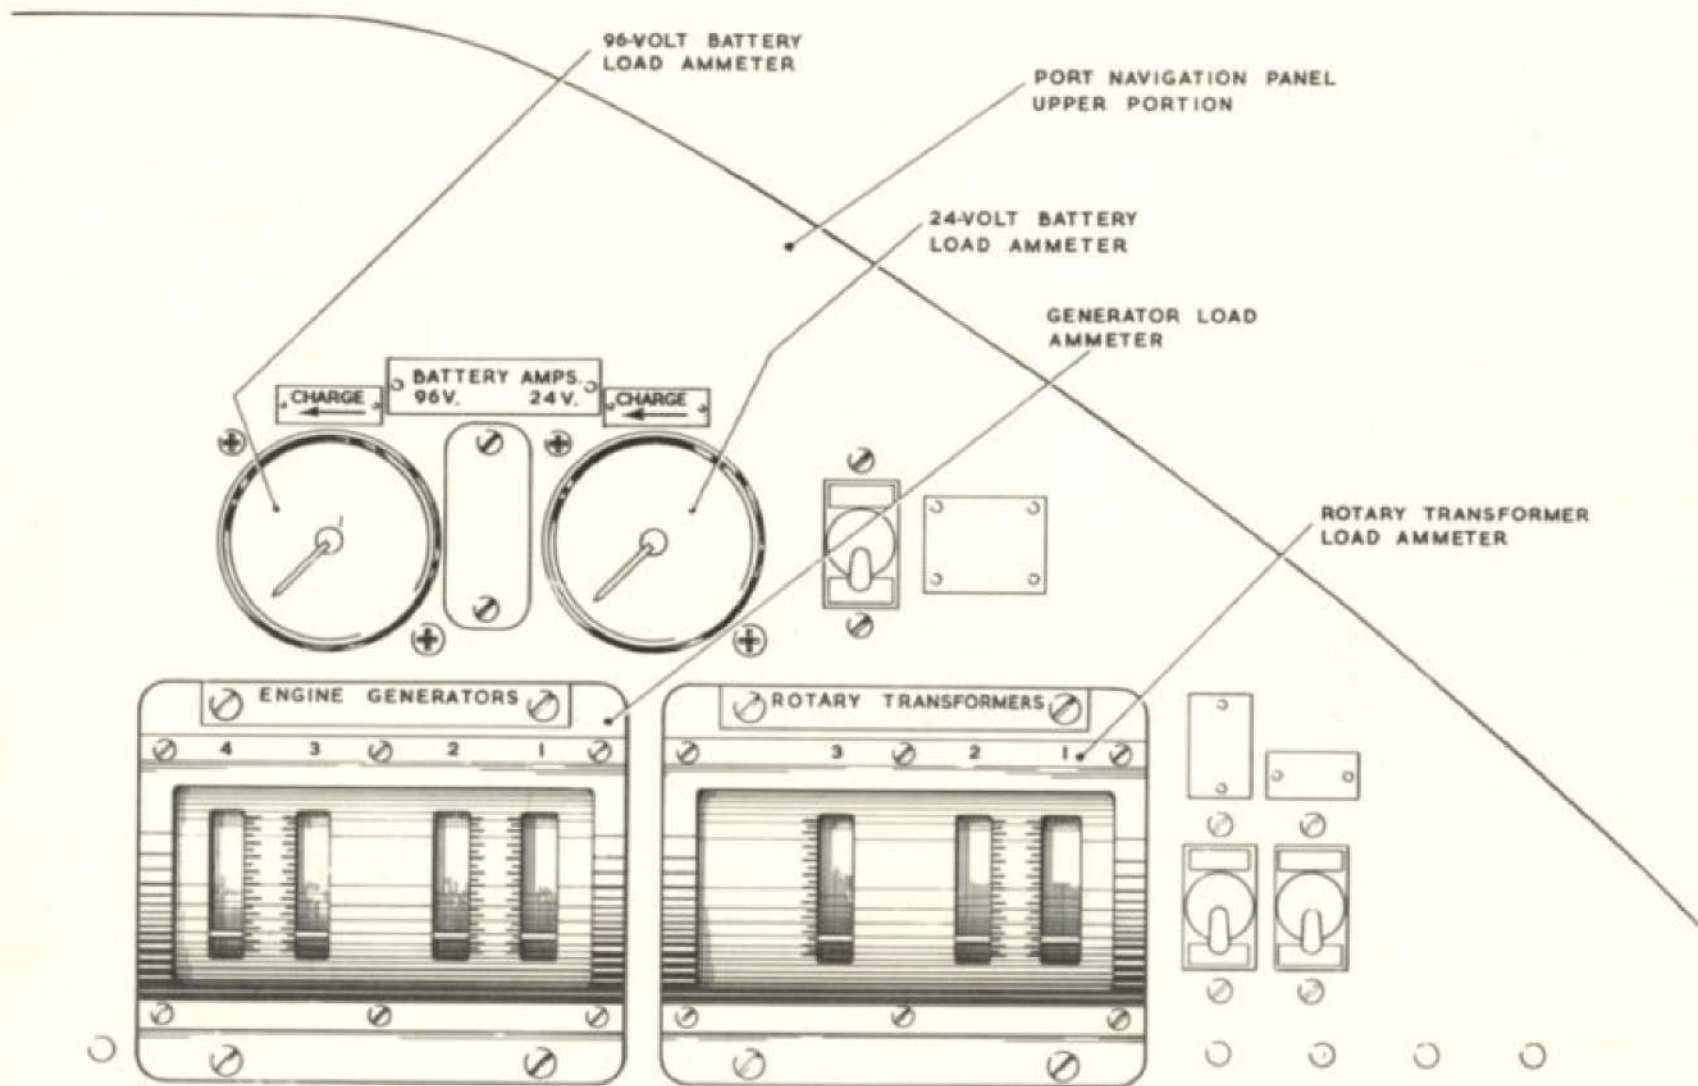 96-VOLT BATTERY
LOAD AMMETER
PORT NAVIGATION PANEL
UPPER PORTION
24-VOLT BATTERY
LOAD AMMETER
GENERATOR LOAD
AMMETER
BATTERY AMPS.
96V. 24V.
CHARGE
CHARGE
ROTARY TRANSFORMER
LOAD AMMETER
ENGINE GENERATORS
4 3 2 1
ROTARY TRANSFORMERS
3 2 1